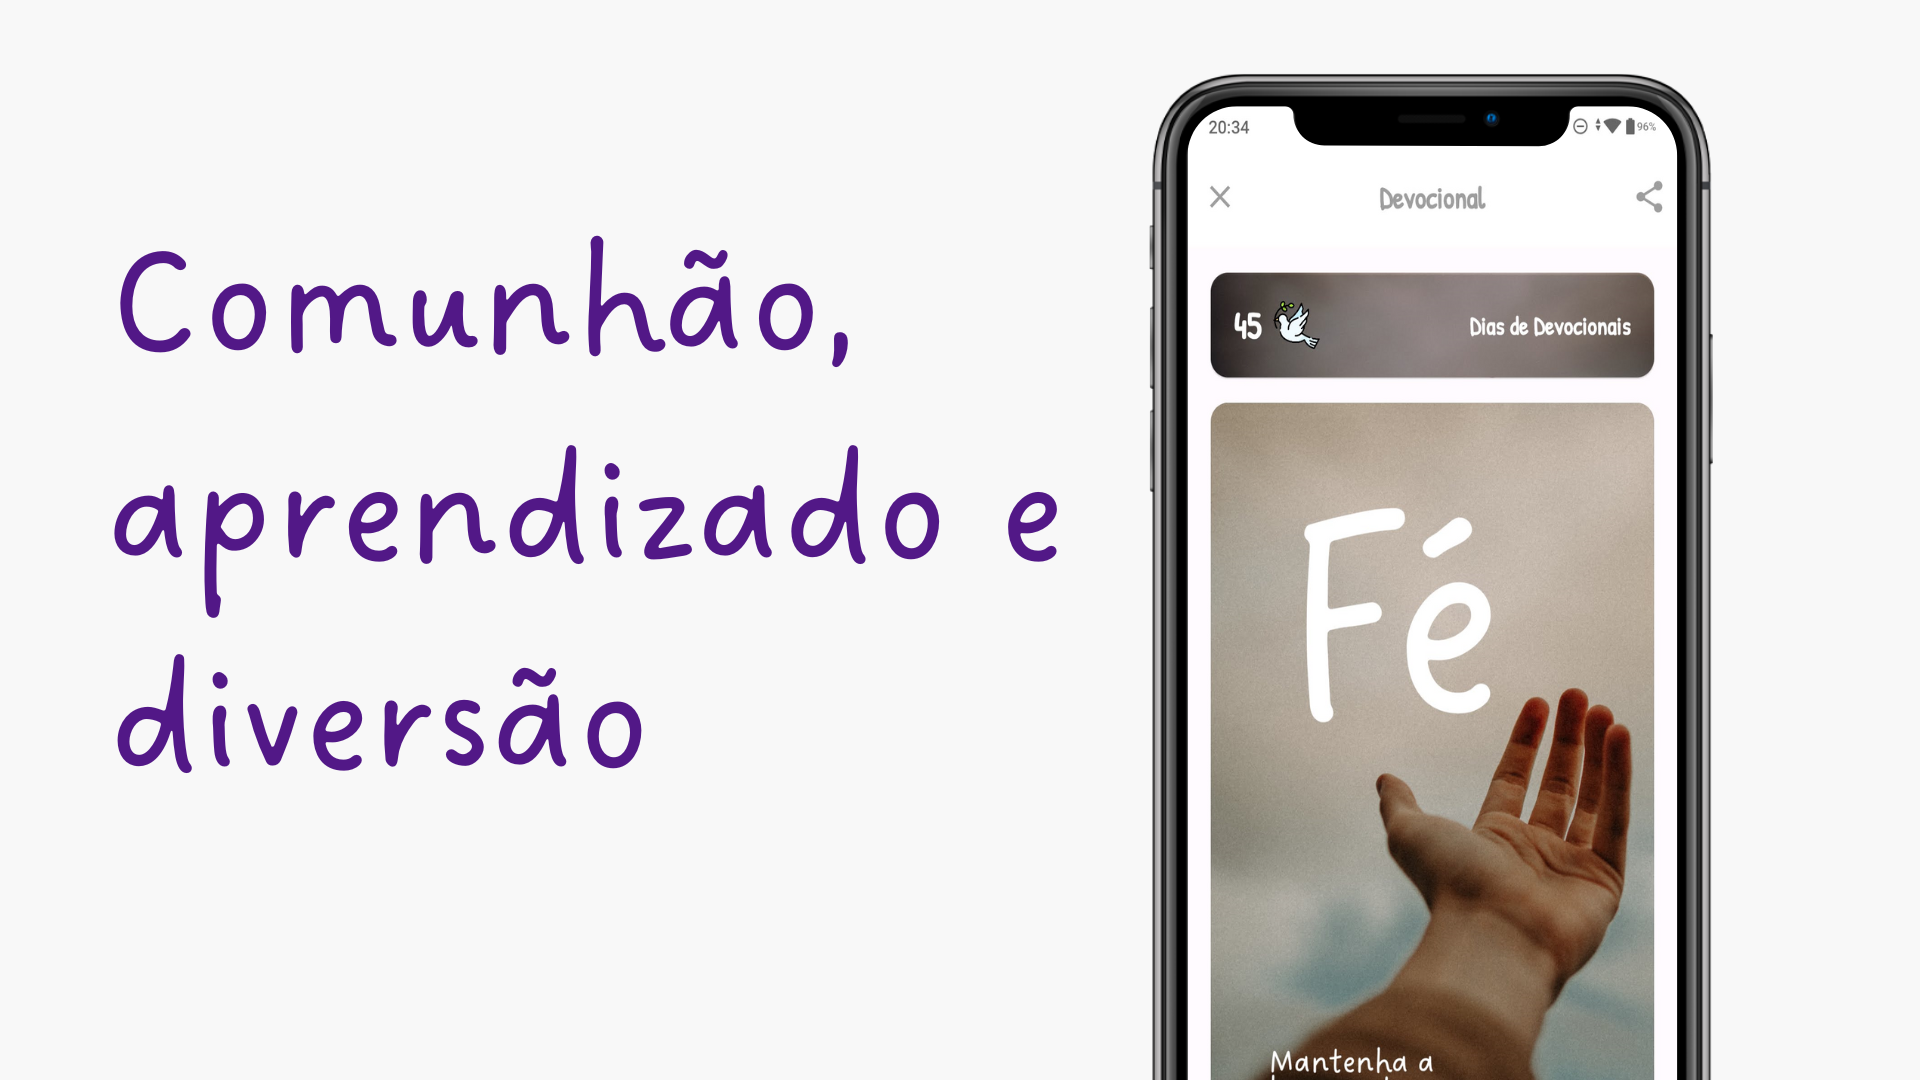 Comunhão,
aprendizado e
diversão
20:34
96%
Devocional
45
Dias de Devocionais
Fé
Mantenha a